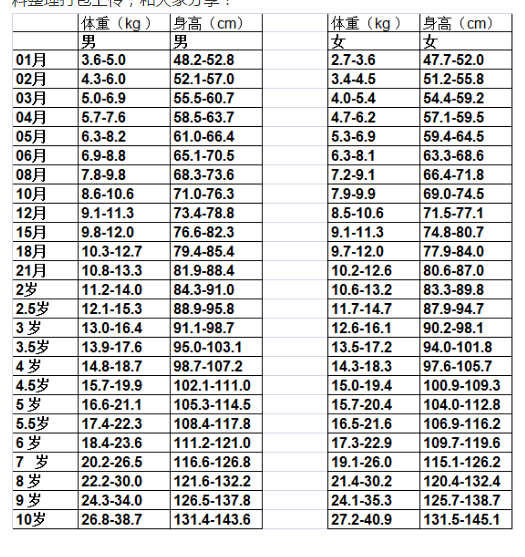 料整理打包上传，和大家分享！
体重（kg） 身高（cm） 体重（kg） 身高（cm）
男 男 女 女
01月 3.6-5.0 48.2-52.8 2.7-3.6 47.7-52.0
02月 4.3-6.0 52.1-57.0 3.4-4.5 51.2-55.8
03月 5.0-6.9 55.5-60.7 4.0-5.4 54.4-59.2
04月 5.7-7.6 58.5-63.7 4.7-6.2 57.1-59.5
05月 6.3-8.2 61.0-66.4 5.3-6.9 59.4-64.5
06月 6.9-8.8 65.1-70.5 6.3-8.1 63.3-68.6
08月 7.8-9.8 68.3-73.6 7.2-9.1 66.4-71.8
10月 8.6-10.6 71.0-76.3 7.9-9.9 69.0-74.5
12月 9.1-11.3 73.4-78.8 8.5-10.6 71.5-77.1
15月 9.8-12.0 76.6-82.3 9.1-11.3 74.8-80.7
18月 10.3-12.7 79.4-85.4 9.7-12.0 77.9-84.0
21月 10.8-13.3 81.9-88.4 10.2-12.6 80.6-87.0
2岁 11.2-14.0 84.3-91.0 10.6-13.2 83.3-89.8
2.5岁 12.1-15.3 88.9-95.8 11.7-14.7 87.9-94.7
3 岁 13.0-16.4 91.1-98.7 12.6-16.1 90.2-98.1
3.5岁 13.9-17.6 95.0-103.1 13.5-17.2 94.0-101.8
4 岁 14.8-18.7 98.7-107.2 14.3-18.3 97.6-105.7
4.5岁 15.7-19.9 102.1-111.0 15.0-19.4 100.9-109.3
5 岁 16.6-21.1 105.3-114.5 15.7-20.4 104.0-112.8
5.5岁 17.4-22.3 108.4-117.8 16.5-21.6 106.9-116.2
6 岁 18.4-23.6 111.2-121.0 17.3-22.9 109.7-119.6
7 岁 20.2-26.5 116.6-126.8 19.1-26.0 115.1-126.2
8 岁 22.2-30.0 121.6-132.2 21.4-30.2 120.4-132.4
9 岁 24.3-34.0 126.5-137.8 24.1-35.3 125.7-138.7
10岁 26.8-38.7 131.4-143.6 27.2-40.9 131.5-145.1